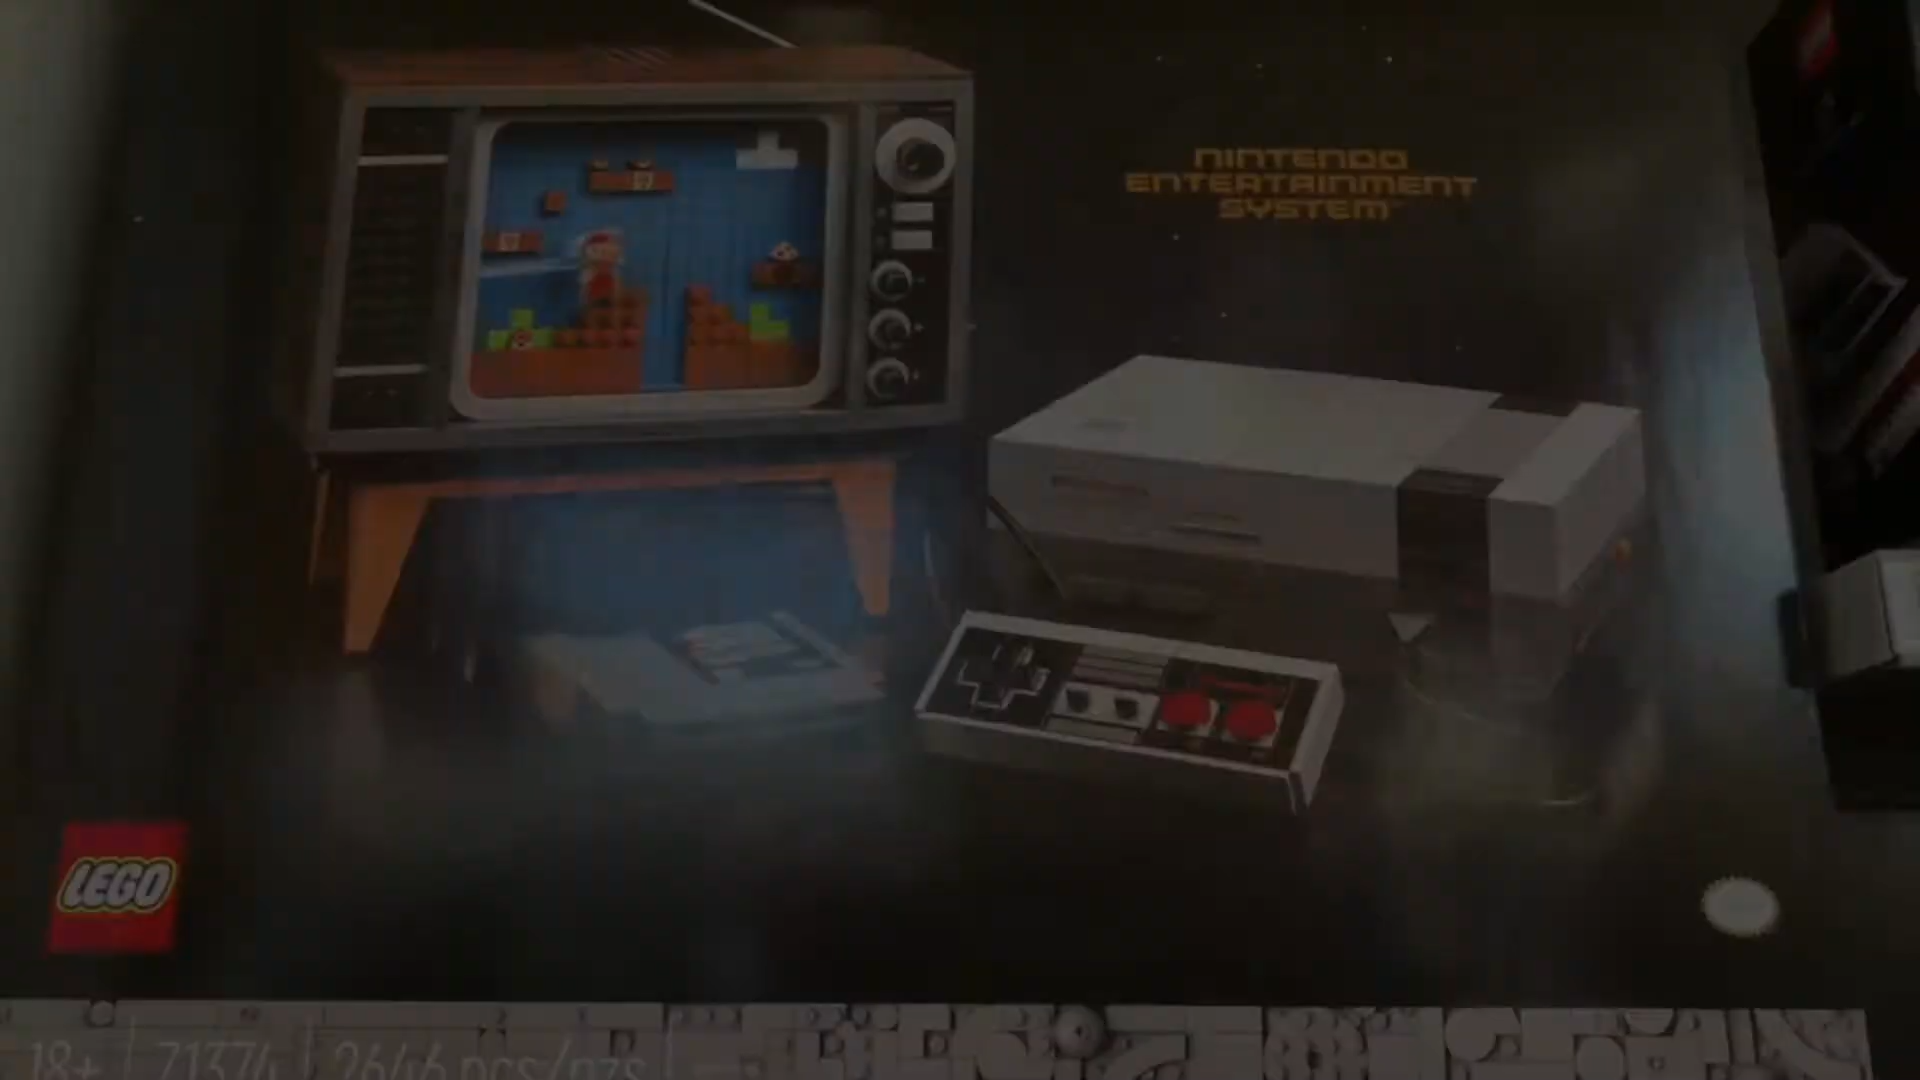 NINTENDO
ENTERTAINMENT
SYSTEM
LEGO
18+ 71374 2646 pcs/pzs